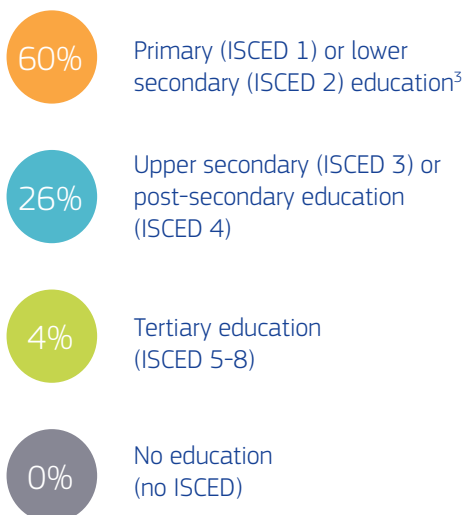 60%
Primary (ISCED 1) or lower
secondary (ISCED 2) education³
26%
Upper secondary (ISCED 3) or
post-secondary education
(ISCED 4)
4%
Tertiary education
(ISCED 5-8)
0%
No education
(no ISCED)